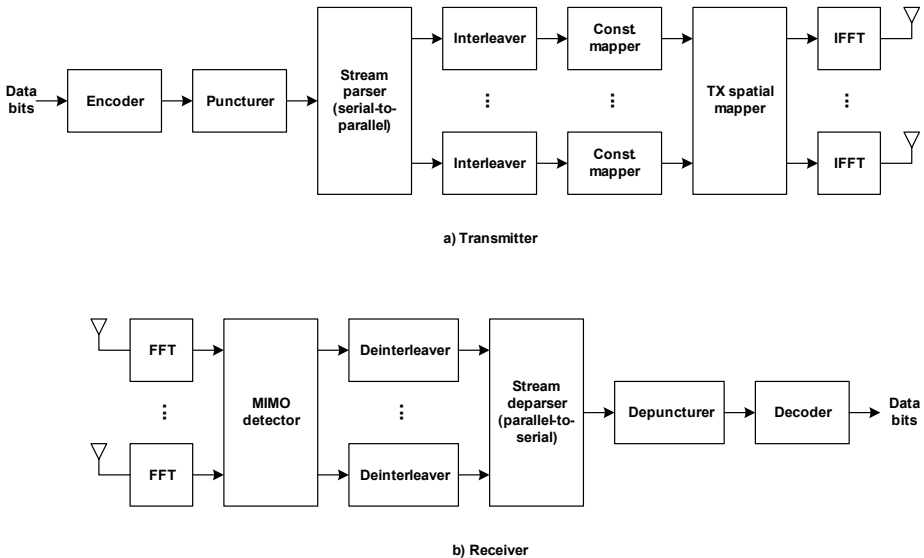 Data
bits
Encoder
Puncturer
Stream
parser
(serial-to-
parallel)
Interleaver
Const.
mapper
TX spatial
mapper
IFFT
...
...
...
Interleaver
Const.
mapper
IFFT
a) Transmitter
FFT
MIMO
detector
Deinterleaver
Stream
deparser
(parallel-to-
serial)
Depuncturer
Decoder
Data
bits
...
...
FFT
Deinterleaver
b) Receiver